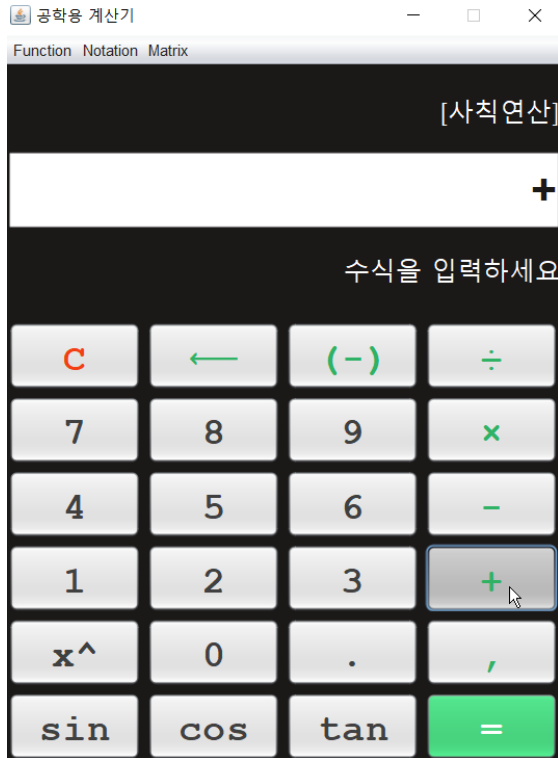 공학용 계산기
Function Notation Matrix
[사칙연산]
+
수식을 입력하세요
C ← (-) ÷
7 8 9 ×
4 5 6 -
1 2 3 +
x^ 0 . ,
sin cos tan =